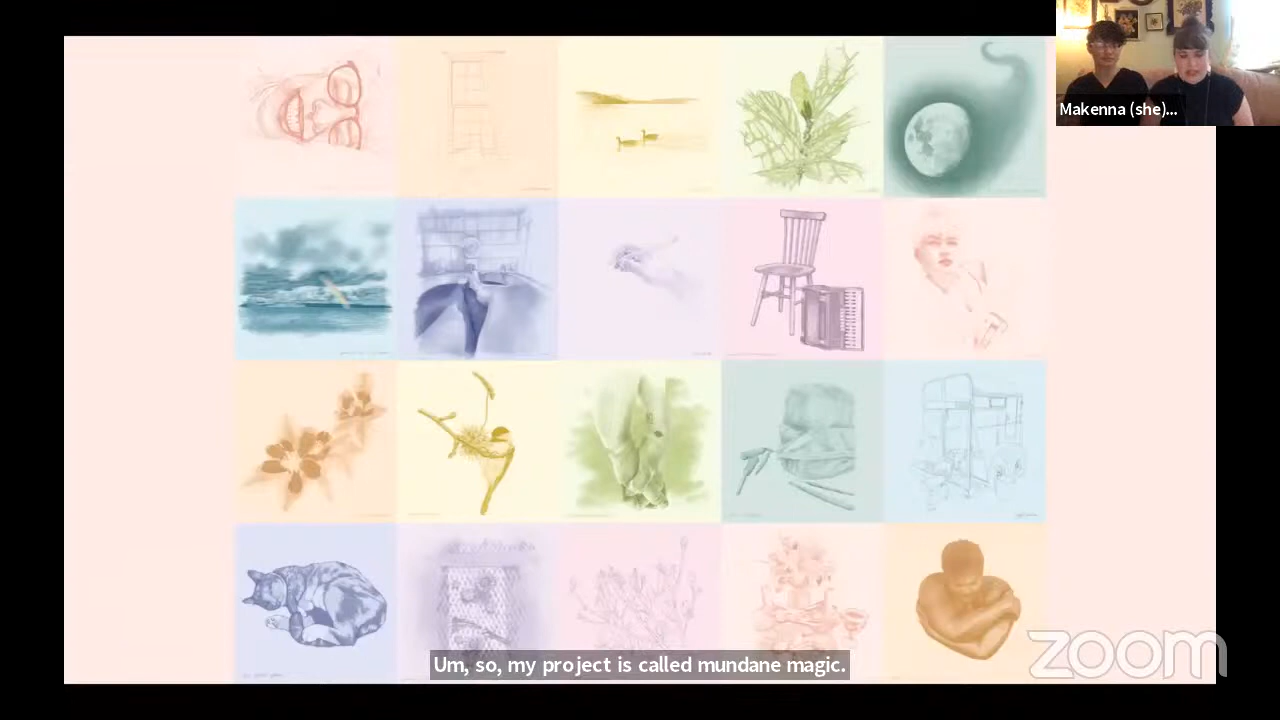 Makenna (she)...
Um, so, my project is called mundane magic.
zoom